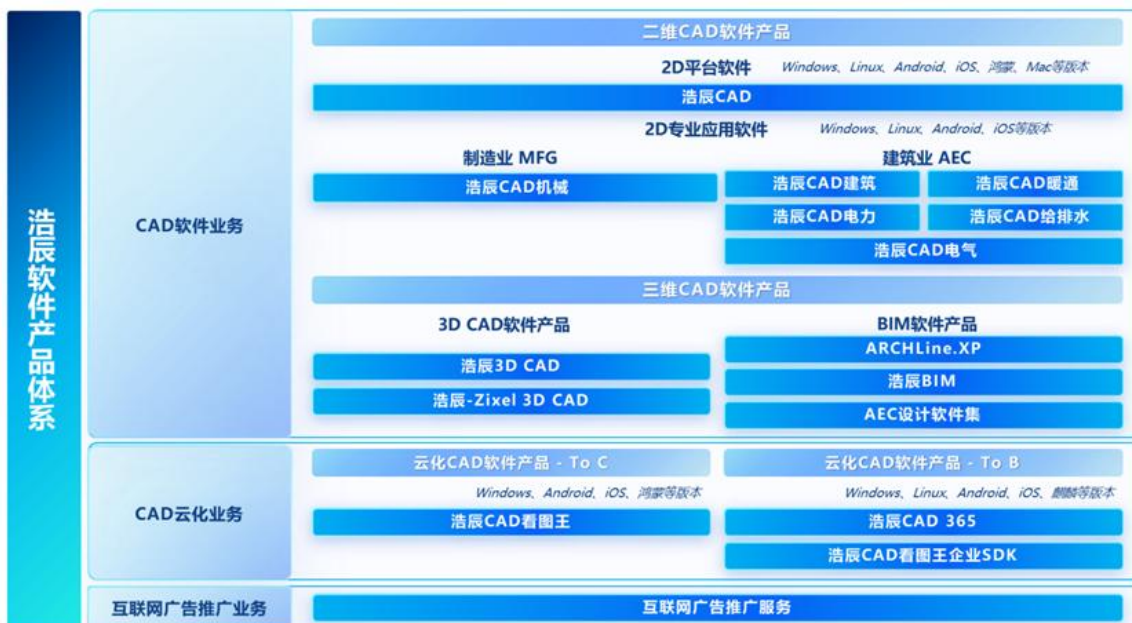 浩辰软件产品体系
CAD软件业务
二维CAD软件产品
2D平台软件 Windows、Linux、Android、iOS、鸿蒙、Mac等版本
浩辰CAD
2D专业应用软件 Windows、Linux、Android、iOS等版本
制造业 MFG
浩辰CAD机械
建筑业 AEC
浩辰CAD建筑 浩辰CAD暖通
浩辰CAD电力 浩辰CAD给排水
浩辰CAD电气
三维CAD软件产品
3D CAD软件产品
浩辰3D CAD
浩辰-Zixel 3D CAD
BIM软件产品
ARCHLine.XP
浩辰BIM
AEC设计软件集
CAD云化业务
云化CAD软件产品 - To C
Windows、Android、iOS、鸿蒙等版本
浩辰CAD看图王
云化CAD软件产品 - To B
Windows、Linux、Android、iOS、麒麟等版本
浩辰CAD 365
浩辰CAD看图王企业SDK
互联网广告推广业务
互联网广告推广服务